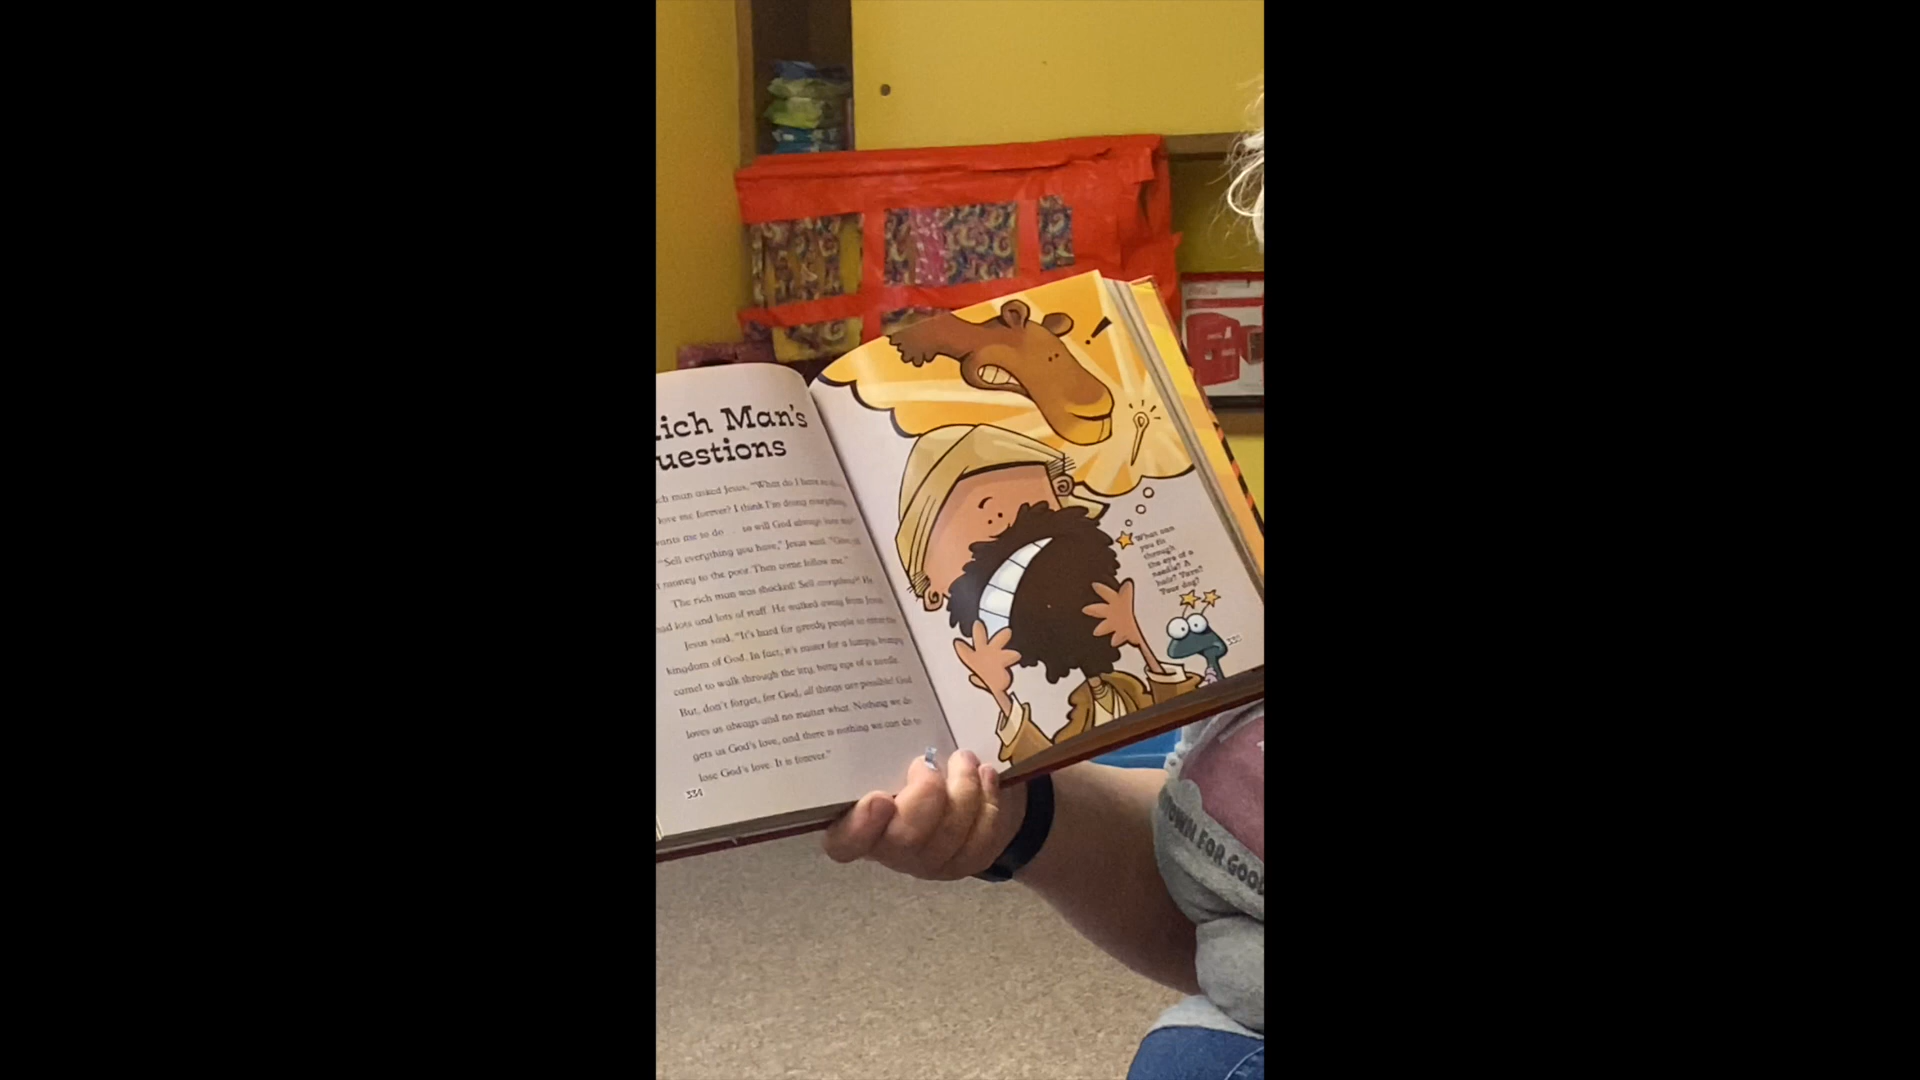 ich Man's
uestions
ch man asked Jesus, "What do I have to do
love me forever? I think I'm doing everything
wants me to do . . . so will God always love me?"
"Sell everything you have," Jesus said. "Give
money to the poor. Then come follow me."
The rich man was shocked! Sell everything? He
had lots and lots of stuff. He walked away from Jesus.
Jesus said, "It's hard for greedy people to enter the
kingdom of God. In fact, it's easier for a lumpy, bumpy
camel to walk through the itty, bitty eye of a needle.
But, don't forget, for God, all things are possible! God
loves us always and no matter what. Nothing we do
gets us God's love, and there is nothing we can do to
lose God's love. It is forever."
334
!
What can
you fit
through
the eye of a
needle? A
hair? Yarn?
Your dog?
335
TOWN FOR GOOD